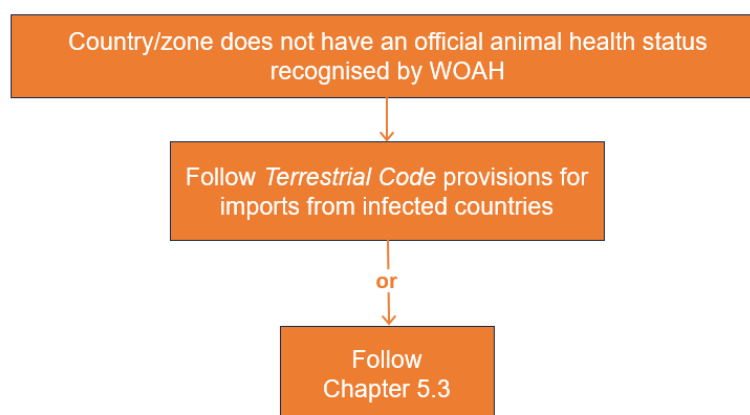 Country/zone does not have an official animal health status
recognised by WOAH
Follow Terrestrial Code provisions for
imports from infected countries
or
Follow
Chapter 5.3